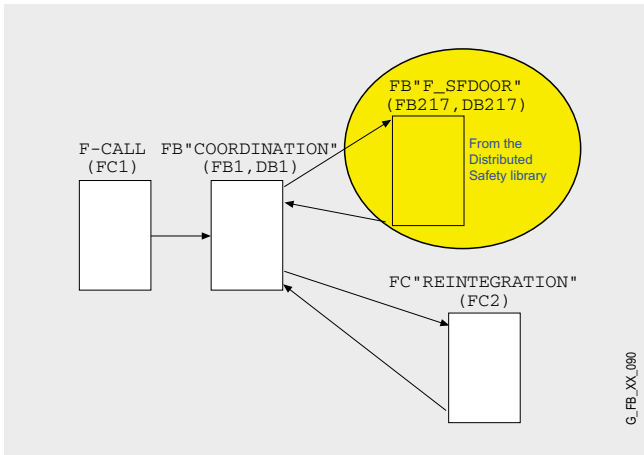 FB"F_SFDOOR"
(FB217,DB217)
From the
Distributed
Safety library
F-CALL
(FC1)
FB"COORDINATION"
(FB1,DB1)
FC"REINTEGRATION"
(FC2)
G_FB_XX_090